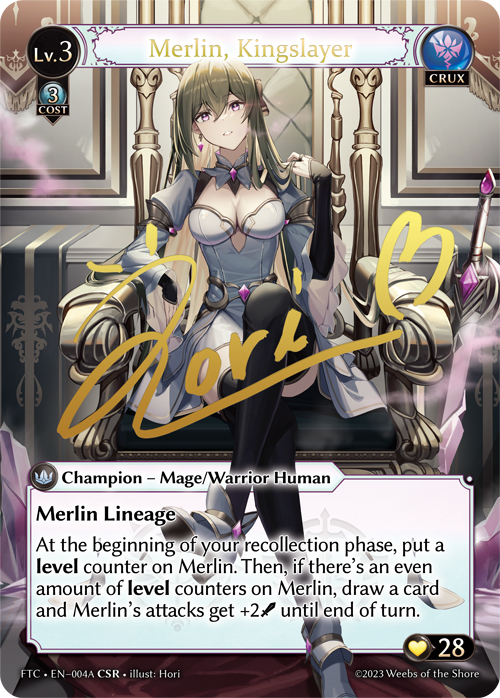 Lv.3
Merlin, Kingslayer
CRUX
3
COST
Hori
Champion – Mage/Warrior Human
Merlin Lineage
At the beginning of your recollection phase, put a
level counter on Merlin. Then, if there's an even
amount of level counters on Merlin, draw a card
and Merlin's attacks get +2 until end of turn.
28
FTC • EN–004A CSR • illust: Hori
©2023 Weebs of the Shore